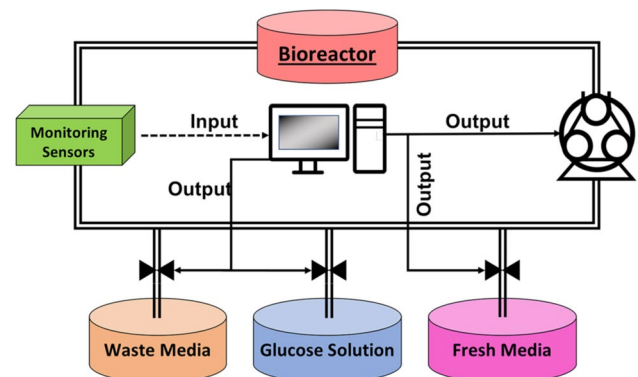 Bioreactor
Monitoring
Sensors
Input
Output
Output
Output
Waste Media
Glucose Solution
Fresh Media